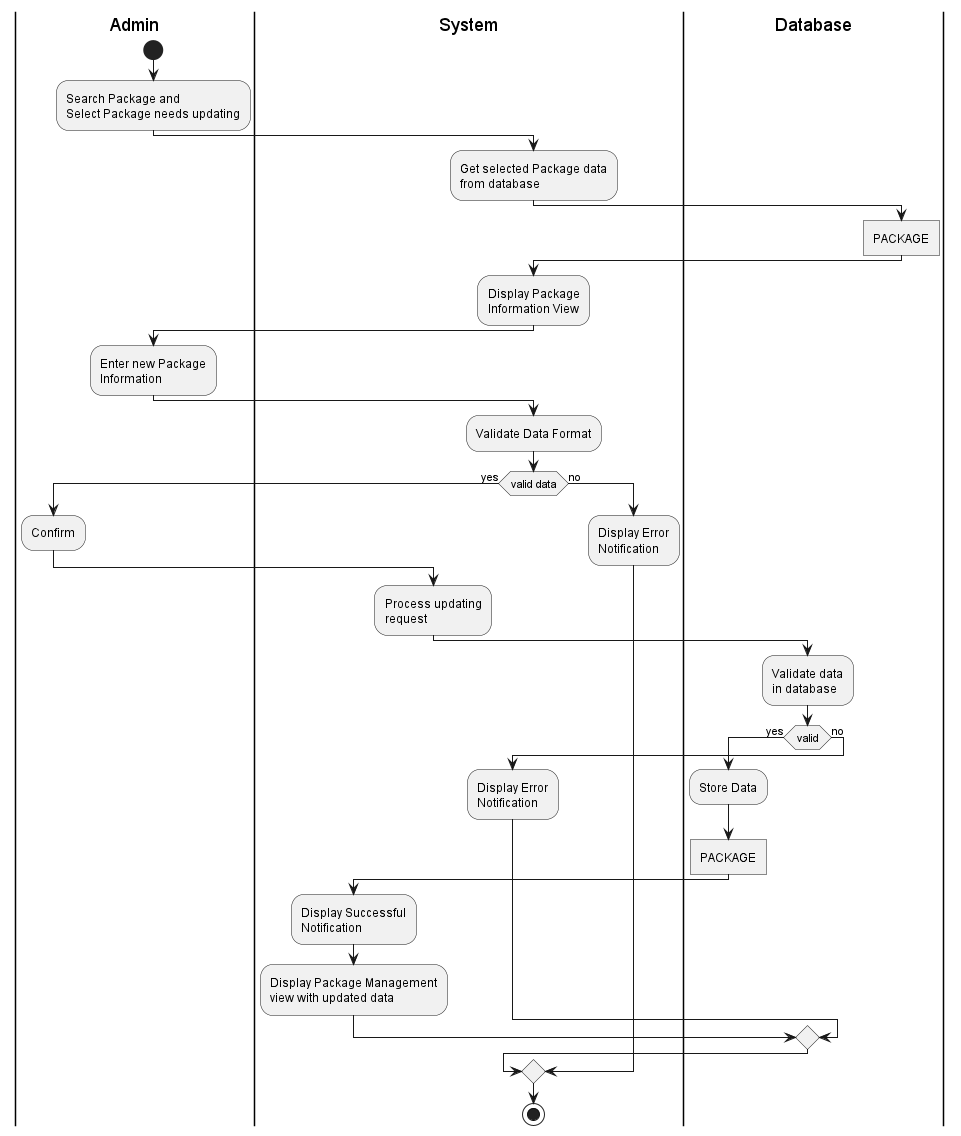 Admin
System
Database
Search Package and
Select Package needs updating
Get selected Package data
from database
PACKAGE
Display Package
Information View
Enter new Package
Information
Validate Data Format
yes
valid data
no
Confirm
Display Error
Notification
Process updating
request
Validate data
in database
yes
valid
no
Display Error
Notification
Store Data
PACKAGE
Display Successful
Notification
Display Package Management
view with updated data